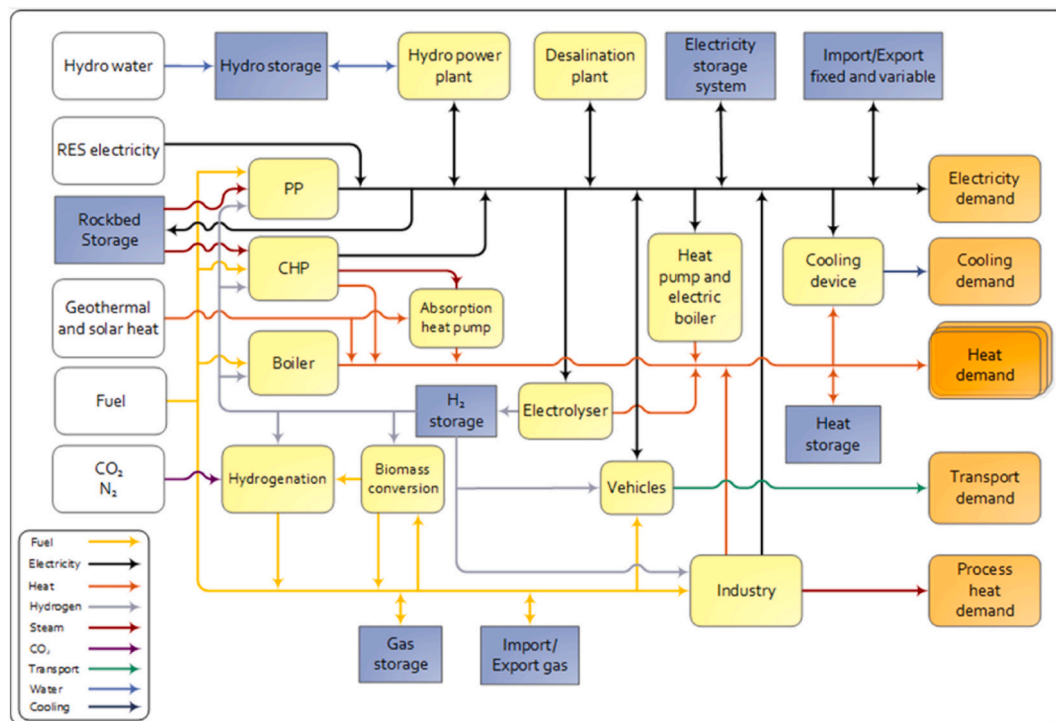 Hydro water
Hydro storage
Hydro power
plant
Desalination
plant
Electricity
storage
system
Import/Export
fixed and variable
RES electricity
PP
Electricity
demand
Rockbed
Storage
CHP
Heat
pump and
electric
boiler
Cooling
device
Cooling
demand
Geothermal
and solar heat
Absorption
heat pump
Boiler
Heat
demand
Fuel
H₂
storage
Electrolyser
Heat
storage
CO₂
N₂
Hydrogenation
Biomass
conversion
Vehicles
Transport
demand
Fuel
Electricity
Heat
Hydrogen
Steam
CO₂
Transport
Water
Cooling
Industry
Process
heat
demand
Gas
storage
Import/
Export gas